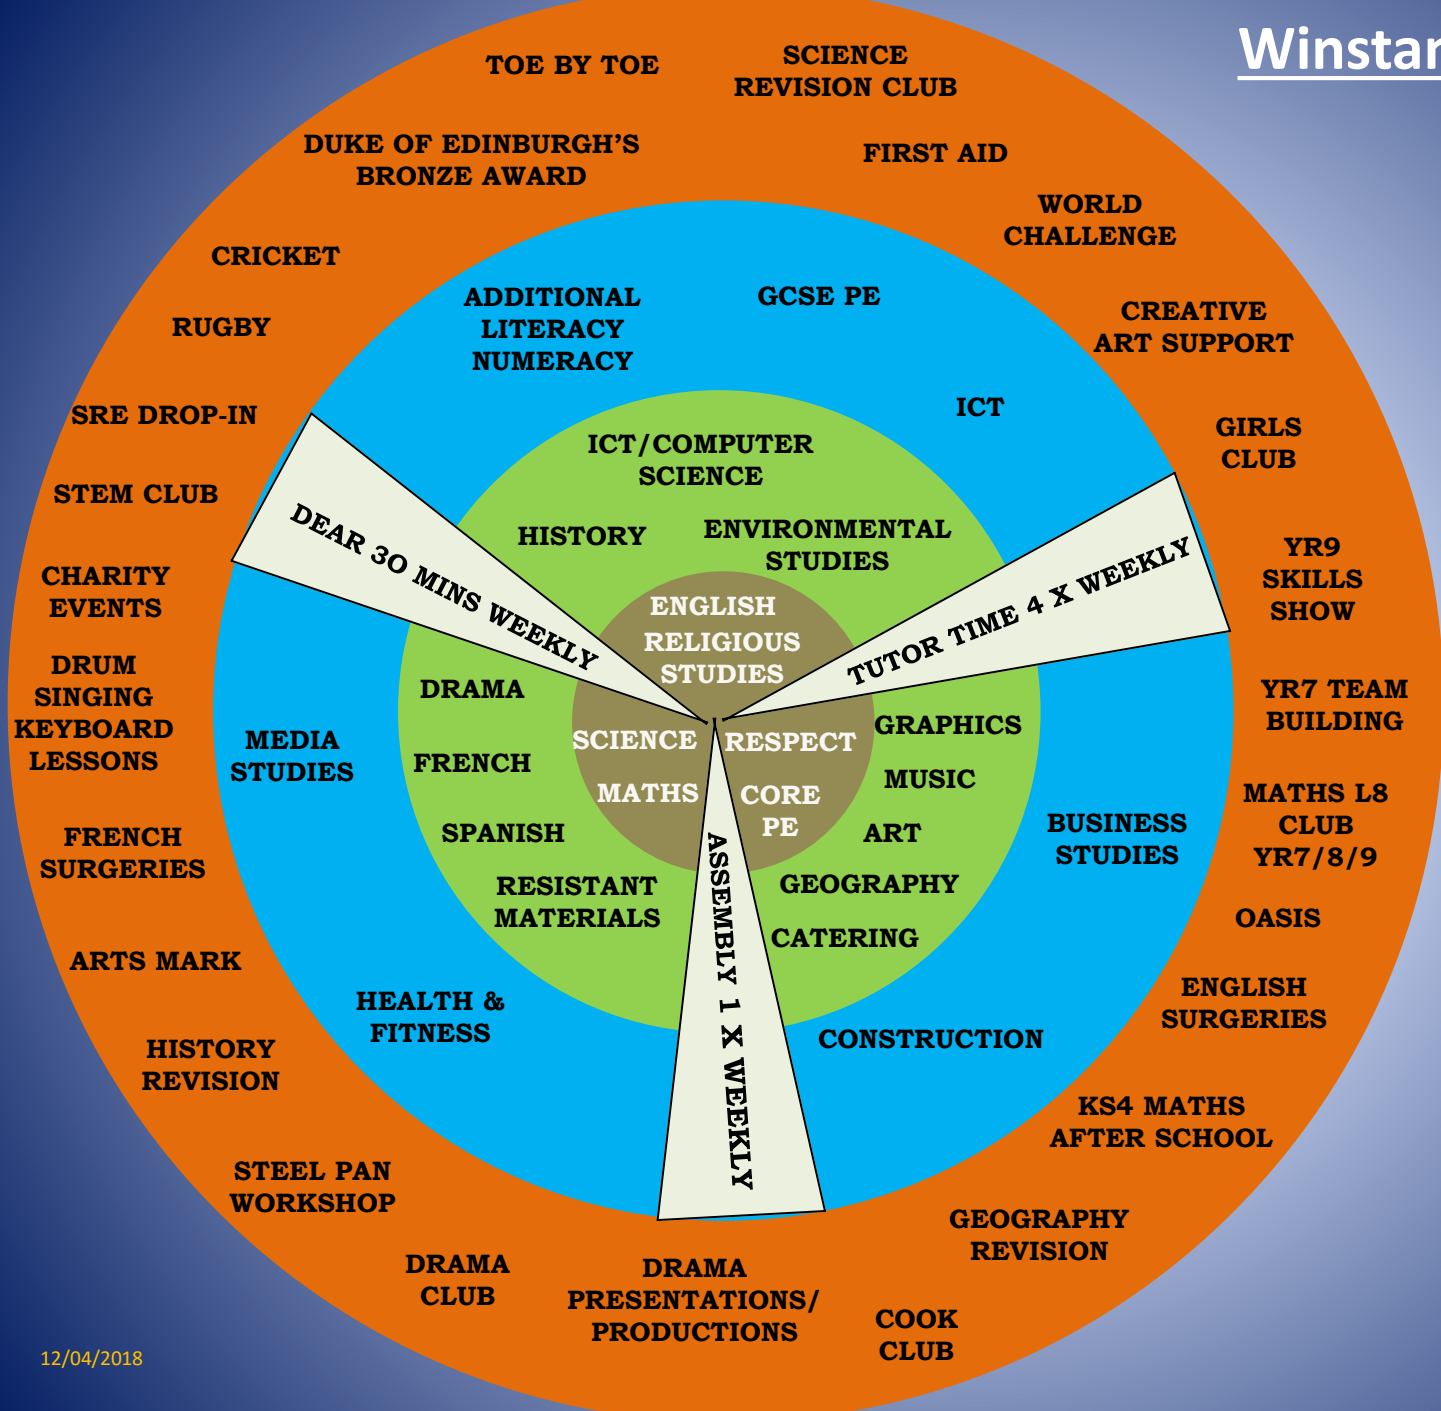 Winstan
TOE BY TOE
SCIENCE
REVISION CLUB
DUKE OF EDINBURGH’S
BRONZE AWARD
FIRST AID
WORLD
CHALLENGE
CRICKET
RUGBY
CREATIVE
ART SUPPORT
SRE DROP-IN
GIRLS
CLUB
STEM CLUB
YR9
SKILLS
SHOW
CHARITY
EVENTS
DRUM
SINGING
KEYBOARD
LESSONS
YR7 TEAM
BUILDING
MATHS L8
CLUB
YR7/8/9
FRENCH
SURGERIES
OASIS
ARTS MARK
ENGLISH
SURGERIES
HISTORY
REVISION
KS4 MATHS
AFTER SCHOOL
STEEL PAN
WORKSHOP
GEOGRAPHY
REVISION
DRAMA
CLUB
DRAMA
PRESENTATIONS/
PRODUCTIONS
COOK
CLUB
ADDITIONAL
LITERACY
NUMERACY
GCSE PE
ICT
MEDIA
STUDIES
BUSINESS
STUDIES
HEALTH &
FITNESS
CONSTRUCTION
ICT/COMPUTER
SCIENCE
HISTORY
ENVIRONMENTAL
STUDIES
DRAMA
FRENCH
SPANISH
RESISTANT
MATERIALS
GRAPHICS
MUSIC
ART
GEOGRAPHY
CATERING
ENGLISH
RELIGIOUS
STUDIES
SCIENCE
MATHS
RESPECT
CORE
PE
DEAR 3O MINS WEEKLY
TUTOR TIME 4 X WEEKLY
ASSEMBLY 1 X WEEKLY
12/04/2018